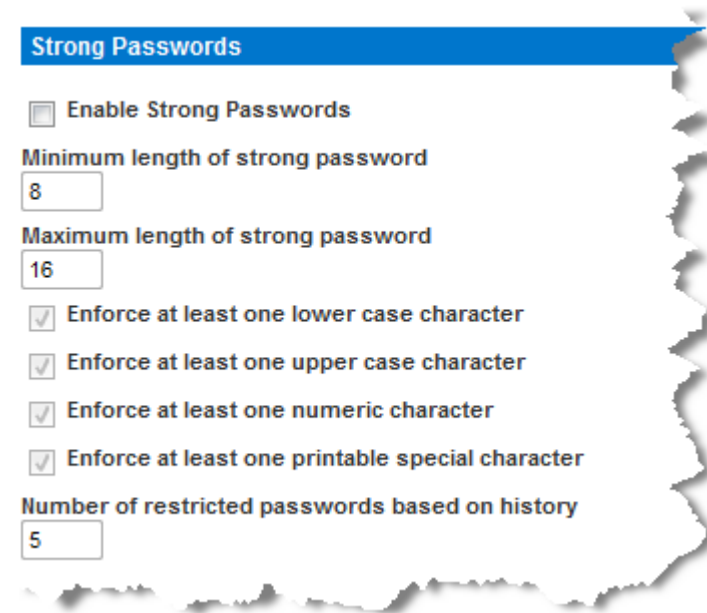 Strong Passwords
Enable Strong Passwords
Minimum length of strong password
8
Maximum length of strong password
16
Enforce at least one lower case character
Enforce at least one upper case character
Enforce at least one numeric character
Enforce at least one printable special character
Number of restricted passwords based on history
5